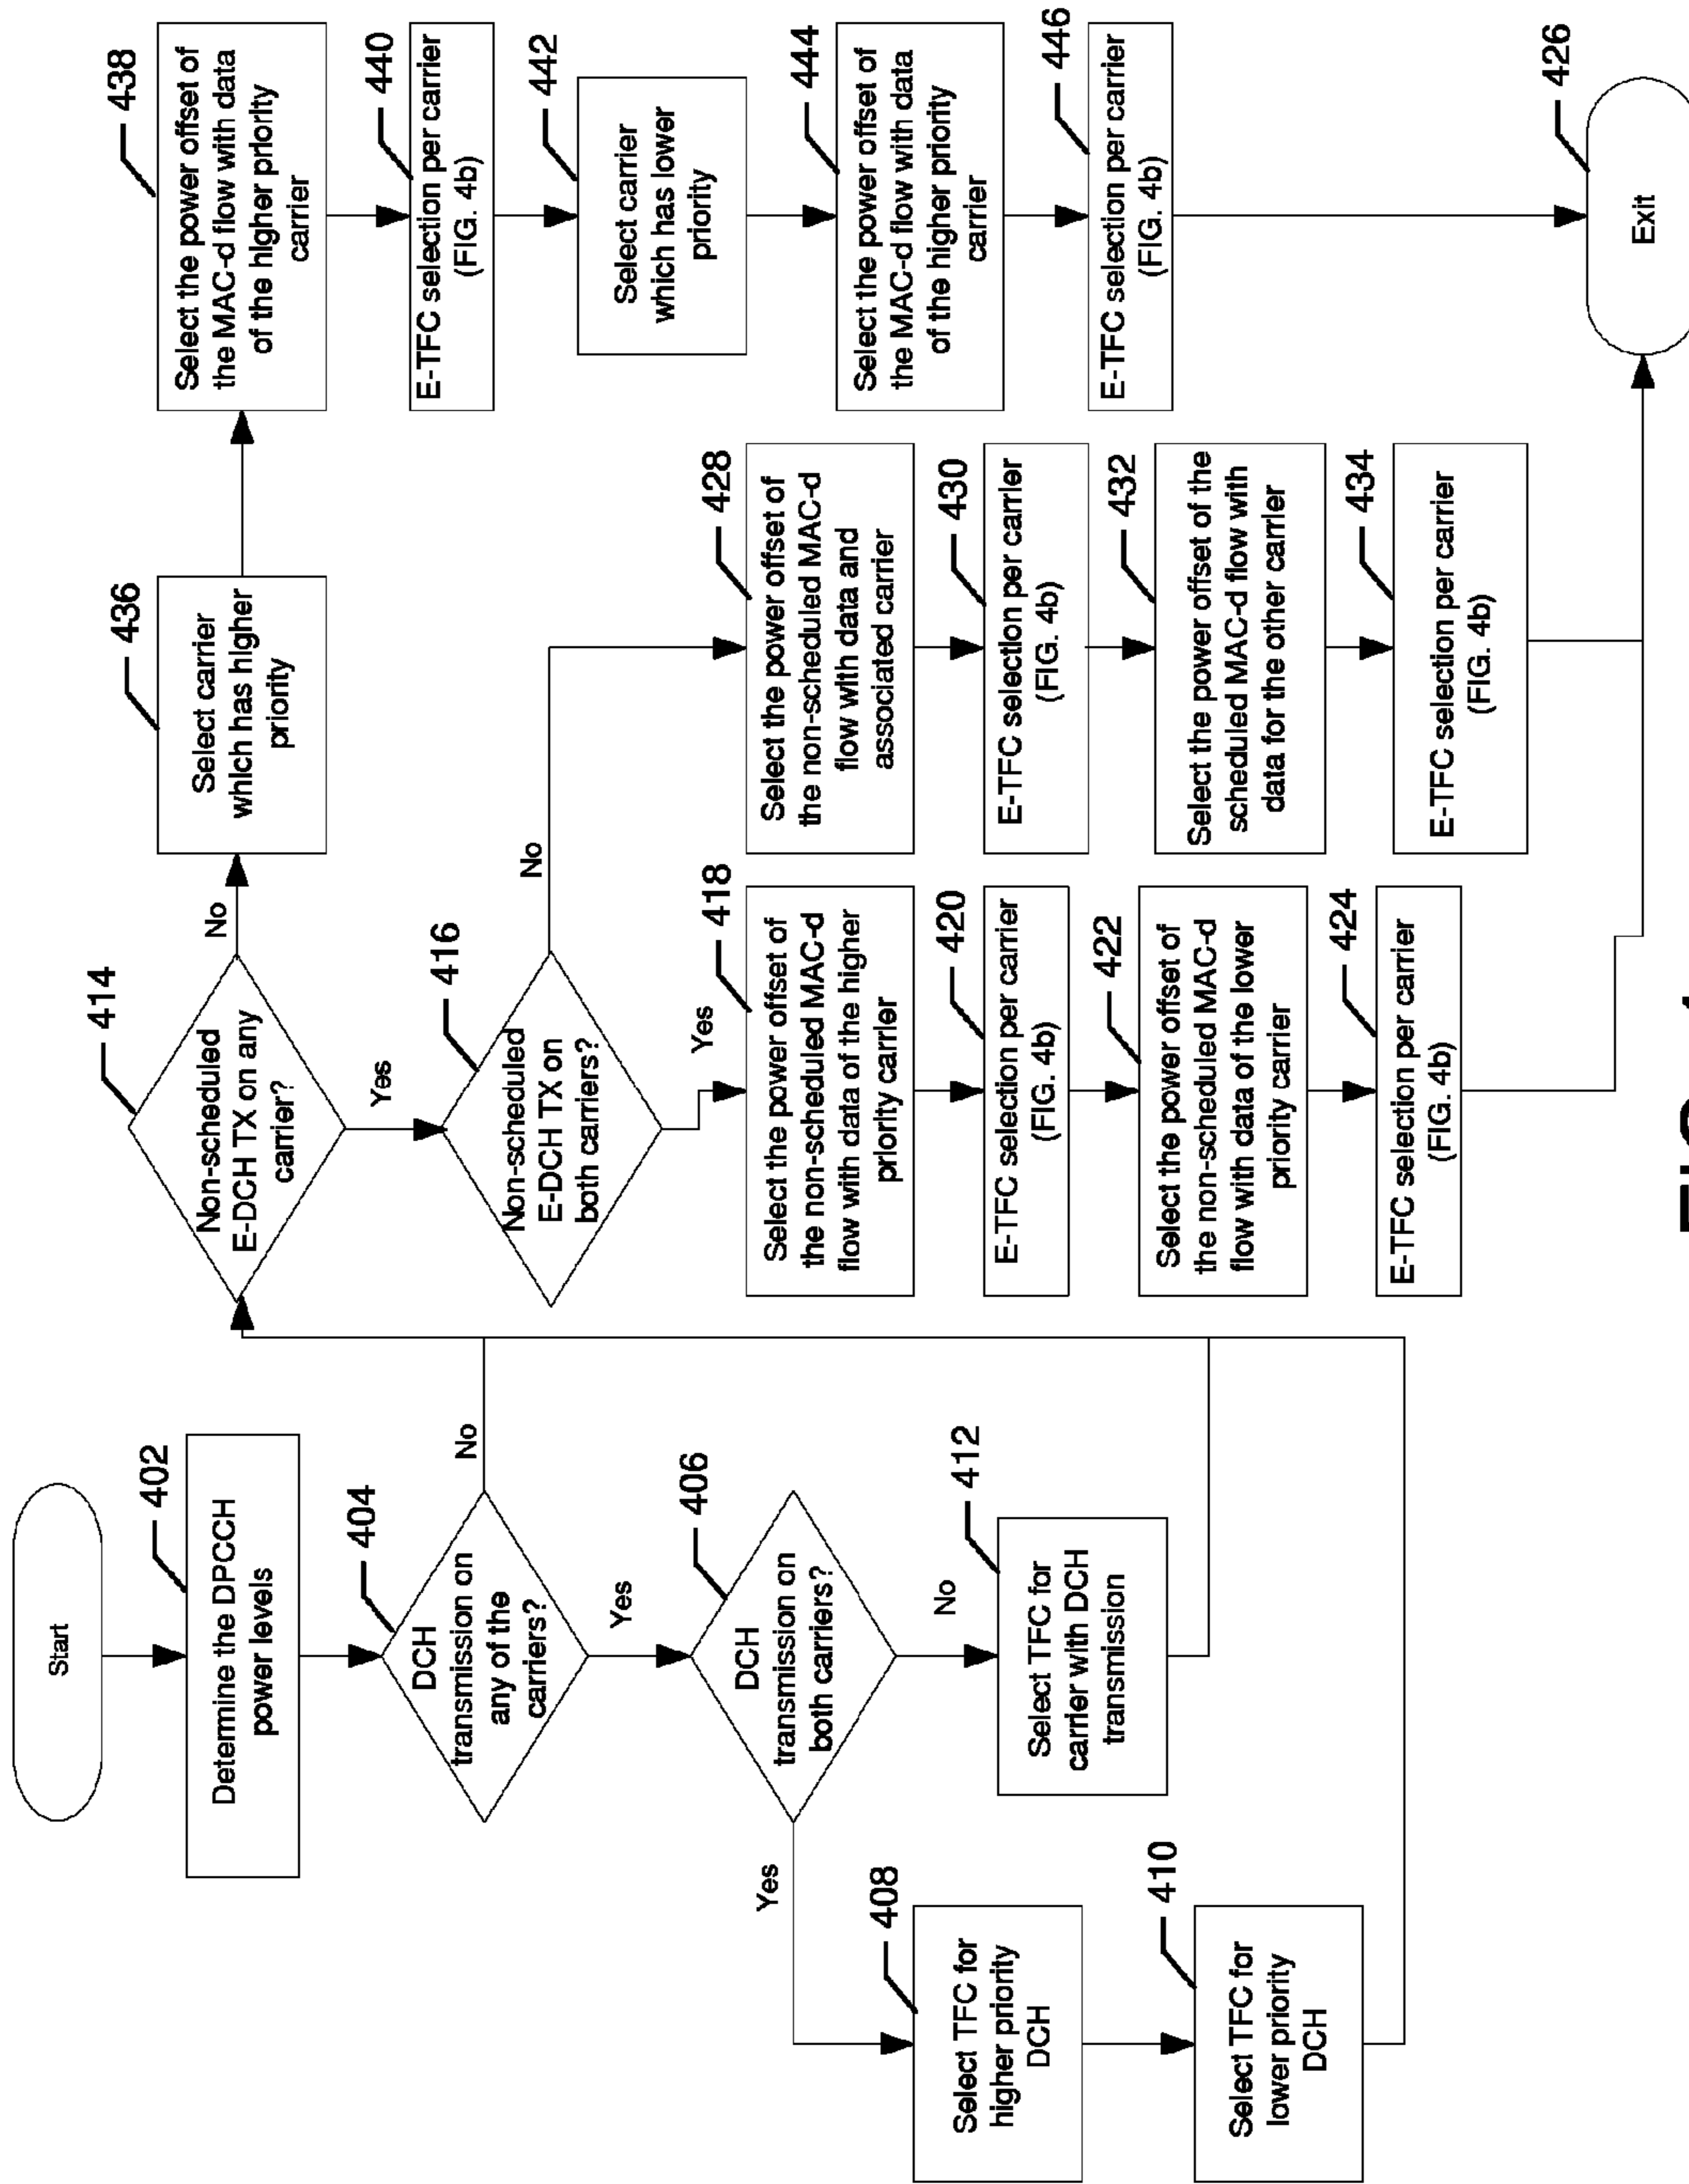 Start
402
Determine the DPCCH
power levels
404
DCH
transmission on
any of the
carriers?
No
Yes
406
DCH
transmission on
both carriers?
Yes
No
408
Select TFC for
higher priority
DCH
410
Select TFC for
lower priority
DCH
412
Select TFC for
carrier with DCH
transmission
414
Non-scheduled
E-DCH TX on any
carrier?
No
Yes
416
Non-scheduled
E-DCH TX on
both carriers?
No
Yes
418
Select the power offset of
the non-scheduled MAC-d
flow with data of the higher
priority carrier
420
E-TFC selection per carrier
(FIG. 4b)
422
Select the power offset of
the non-scheduled MAC-d
flow with data of the lower
priority carrier
424
E-TFC selection per carrier
(FIG. 4b)
428
Select the power offset of
the non-scheduled MAC-d
flow with data and
associated carrier
430
E-TFC selection per carrier
(FIG. 4b)
432
Select the power offset of the
scheduled MAC-d flow with
data for the other carrier
434
E-TFC selection per carrier
(FIG. 4b)
436
Select carrier
which has higher
priority
438
Select the power offset of
the MAC-d flow with data
of the higher priority
carrier
440
E-TFC selection per carrier
(FIG. 4b)
442
Select carrier
which has lower
priority
444
Select the power offset of
the MAC-d flow with data
of the higher priority
carrier
446
E-TFC selection per carrier
(FIG. 4b)
426
Exit